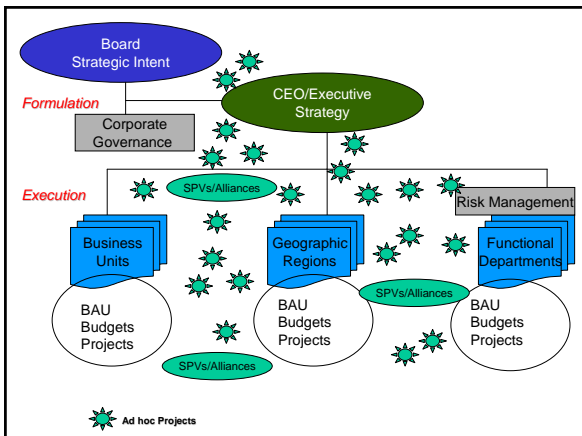 Board
Strategic Intent
Formulation
CEO/Executive
Strategy
Corporate
Governance
SPVs/Alliances
Execution
Risk Management
Business
Units
Geographic
Regions
Functional
Departments
SPVs/Alliances
BAU
Budgets
Projects
BAU
Budgets
Projects
BAU
Budgets
Projects
SPVs/Alliances
Ad hoc Projects